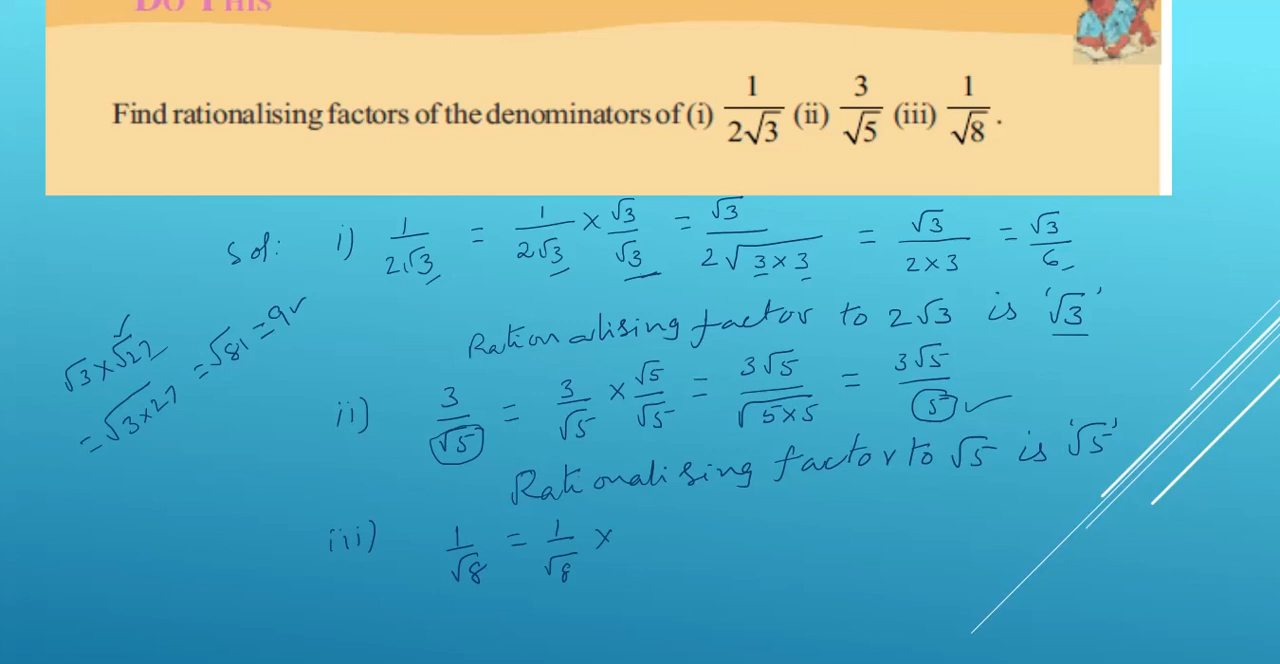 DO THIS
Find rationalising factors of the denominators of (i) 1/2√3 (ii) 3/√5 (iii) 1/√8 .
Sol: i) 1/2√3 = 1/2√3 × √3/√3 = √3/2√3×3 = √3/2×3 = √3/6
Rationalising factor to 2√3 is '√3'
√3×√27
=√3×27 =√81=9✓
ii) 3/√5 = 3/√5 × √5/√5 = 3√5/√5×5 = 3√5/5 ✓
Rationalising factor to √5 is '√5'
iii) 1/√8 = 1/√8 ×